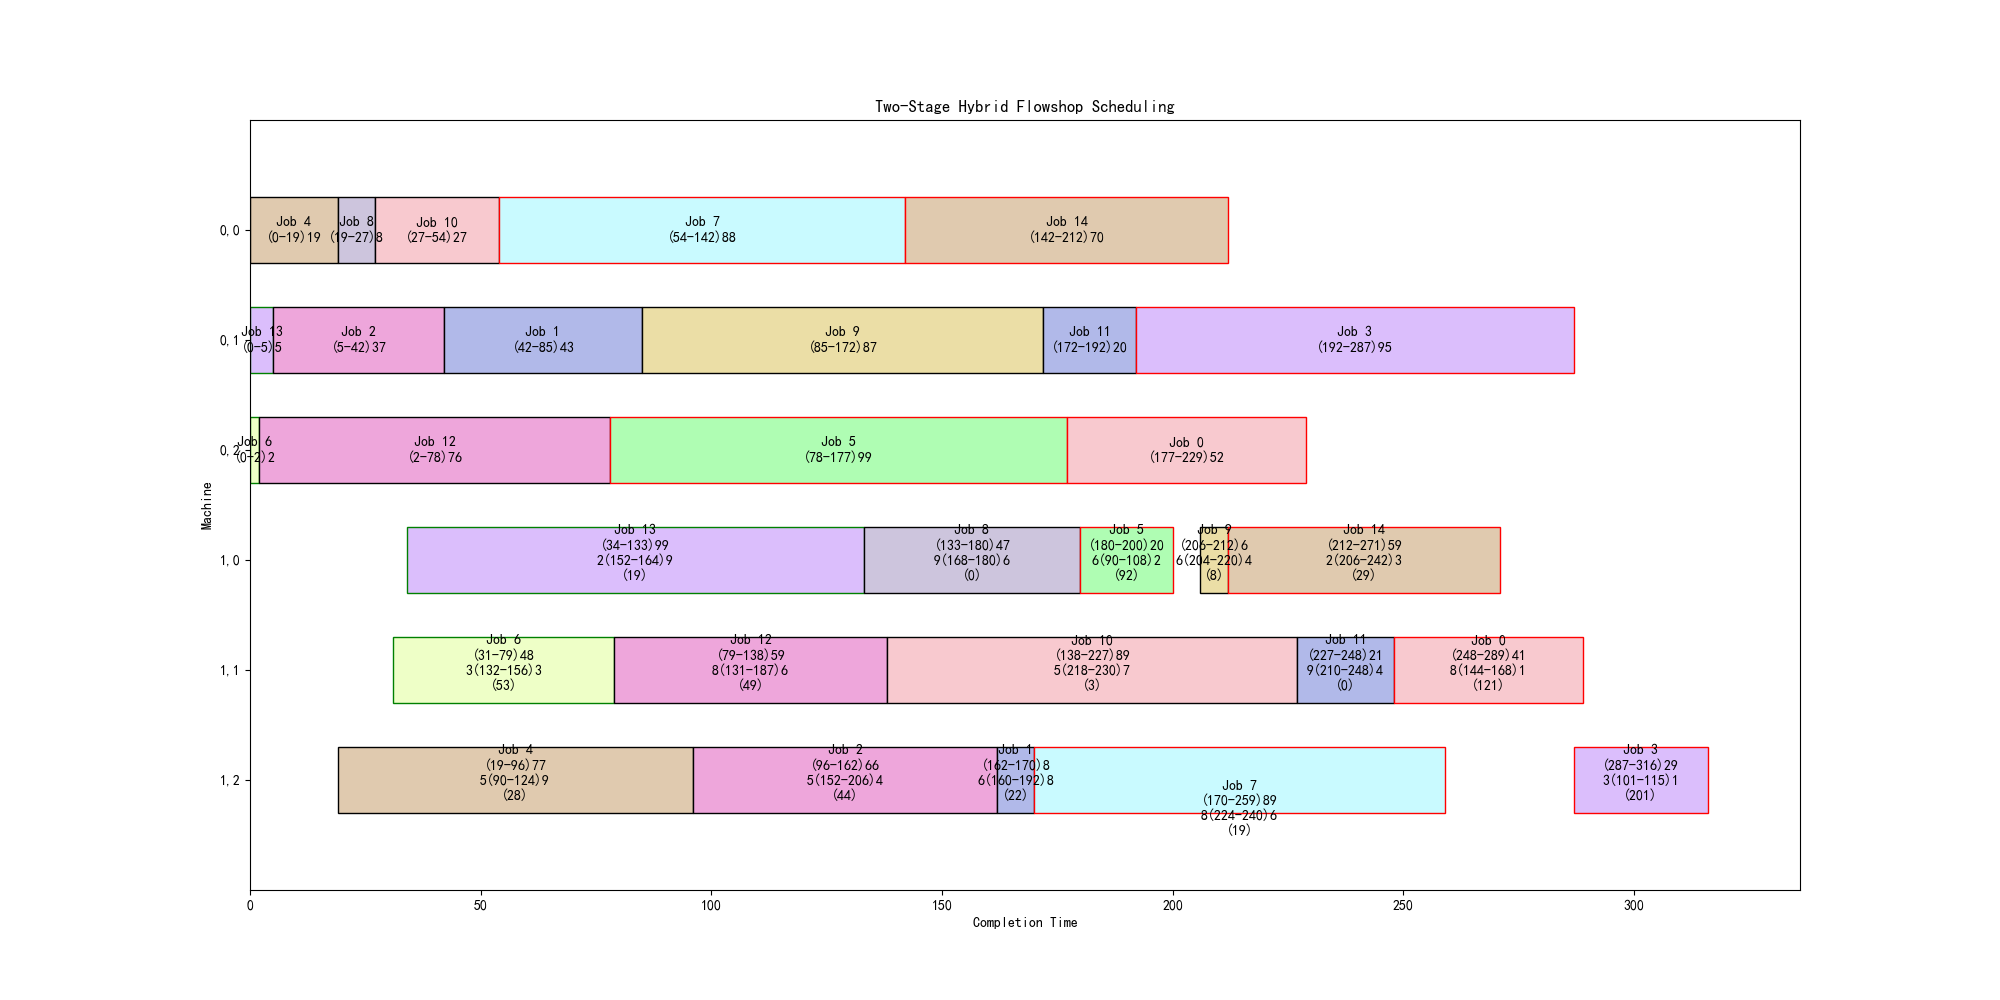 Two-Stage Hybrid Flowshop Scheduling
0,0
Job 4
(0-19)19
Job 8
(19-27)8
Job 10
(27-54)27
Job 7
(54-142)88
Job 14
(142-212)70
0,1
Job 13
(0-5)5
Job 2
(5-42)37
Job 1
(42-85)43
Job 9
(85-172)87
Job 11
(172-192)20
Job 3
(192-287)95
0,2
Job 6
(0-2)2
Job 12
(2-78)76
Job 5
(78-177)99
Job 0
(177-229)52
1,0
Job 13
(34-133)99
2(152-164)9
(19)
Job 8
(133-180)47
9(168-180)6
(0)
Job 5
(180-200)20
6(90-108)2
(92)
Job 9
(206-212)6
6(204-220)4
(8)
Job 14
(212-271)59
2(206-242)3
(29)
1,1
Job 6
(31-79)48
3(132-156)3
(53)
Job 12
(79-138)59
8(131-187)6
(49)
Job 10
(138-227)89
5(218-230)7
(3)
Job 11
(227-248)21
9(210-248)4
(0)
Job 0
(248-289)41
8(144-168)1
(121)
1,2
Job 4
(19-96)77
5(90-124)9
(28)
Job 2
(96-162)66
5(152-206)4
(44)
Job 1
(162-170)8
6(160-192)8
(22)
Job 7
(170-259)89
8(224-240)6
(19)
Job 3
(287-316)29
3(101-115)1
(201)
Machine
0
50
100
150
200
250
300
Completion Time